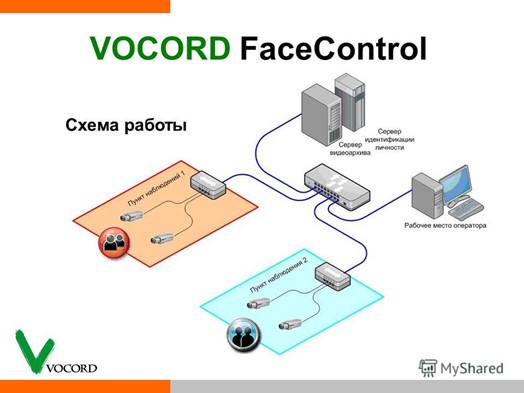 VOCORD FaceControl
Схема работы
Сервер
идентификации
личности
Сервер
видеоархива
Пункт наблюдений 1
Рабочее место оператора
Пункт наблюдения 2
VOCORD
MyShared